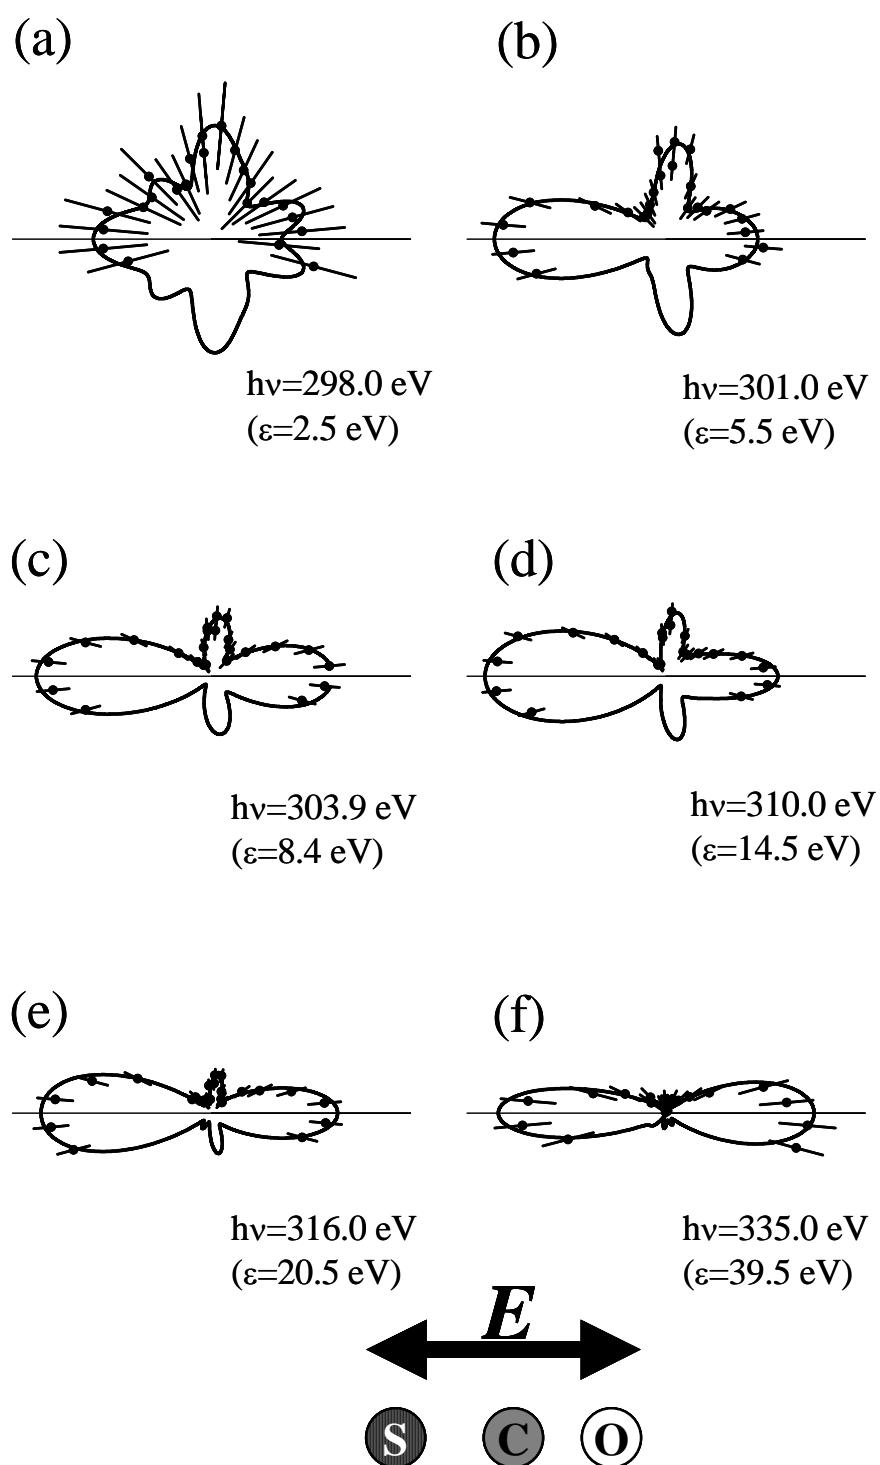 (a)
(b)
hν=298.0 eV
(ε=2.5 eV)
hν=301.0 eV
(ε=5.5 eV)
(c)
(d)
hν=303.9 eV
(ε=8.4 eV)
hν=310.0 eV
(ε=14.5 eV)
(e)
(f)
hν=316.0 eV
(ε=20.5 eV)
hν=335.0 eV
(ε=39.5 eV)
E
S C O